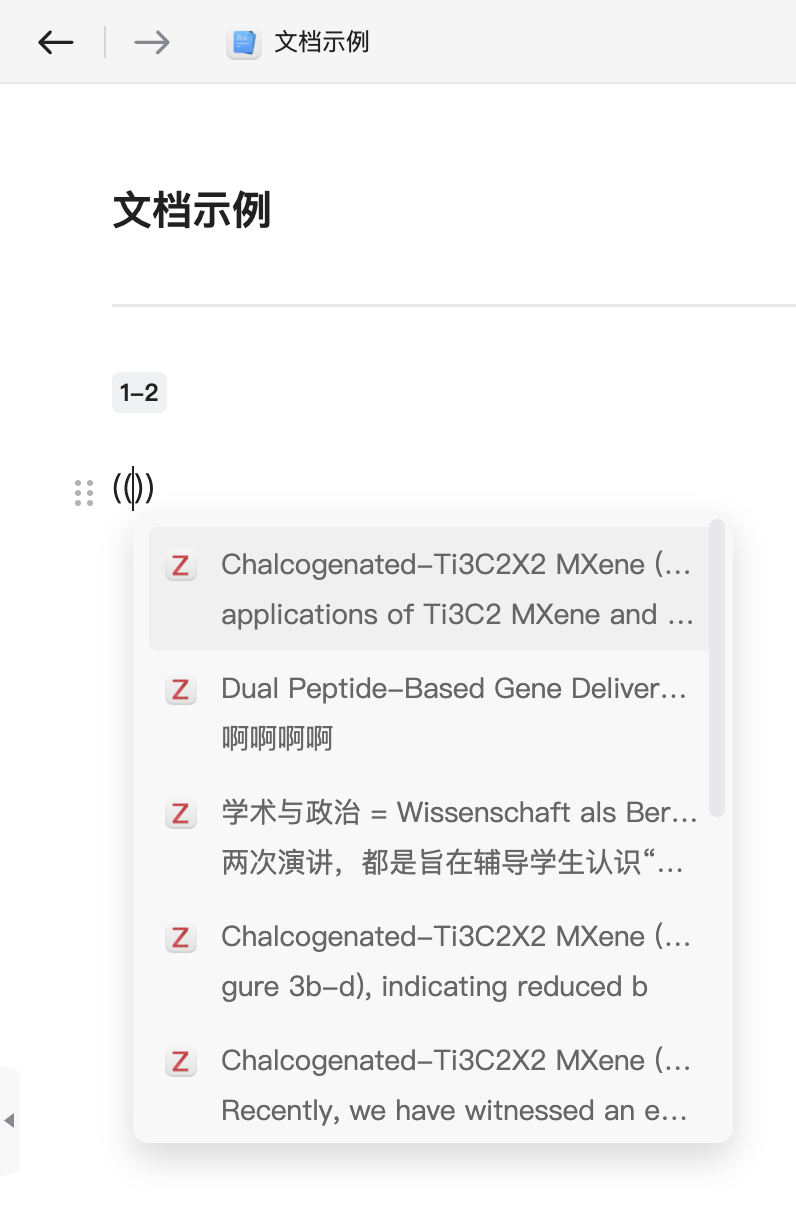 文档示例
文档示例
1–2
(())
Z Chalcogenated–Ti3C2X2 MXene (...
applications of Ti3C2 MXene and ...
Z Dual Peptide–Based Gene Deliver...
啊啊啊啊
Z 学术与政治 = Wissenschaft als Ber...
两次演讲，都是旨在辅导学生认识“...
Z Chalcogenated–Ti3C2X2 MXene (...
gure 3b–d), indicating reduced b
Z Chalcogenated–Ti3C2X2 MXene (...
Recently, we have witnessed an e...